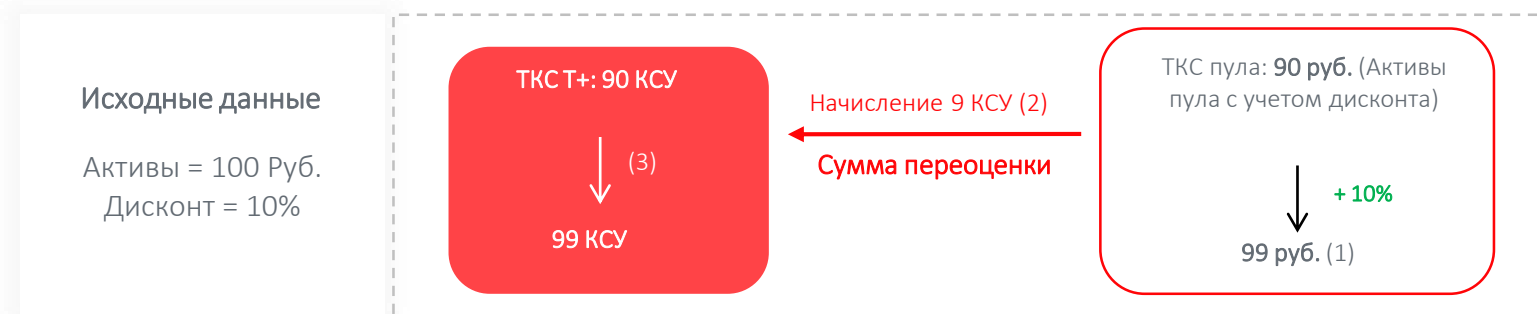 Исходные данные
Активы = 100 Руб.
Дисконт = 10%
ТКС Т+: 90 КСУ
(3)
99 КСУ
Начисление 9 КСУ (2)
Сумма переоценки
ТКС пула: 90 руб. (Активы
пула с учетом дисконта)
+ 10%
99 руб. (1)